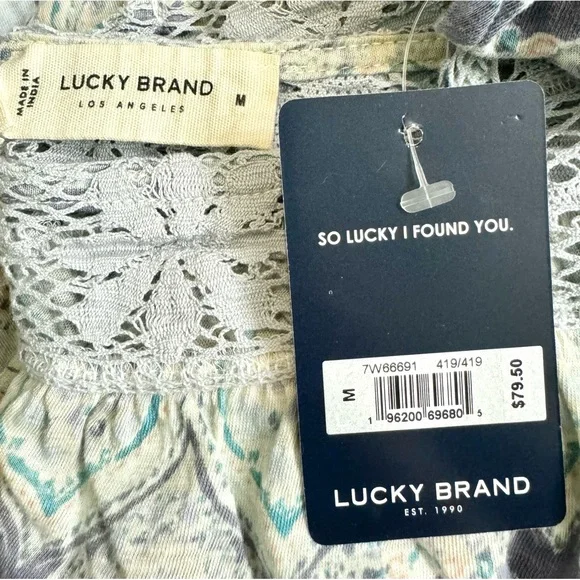 MADE IN
INDIA
LUCKY BRAND
LOS ANGELES
M
SO LUCKY I FOUND YOU.
7W66691 419/419
M
1 96200 69680 5
$79.50
LUCKY BRAND
EST. 1990